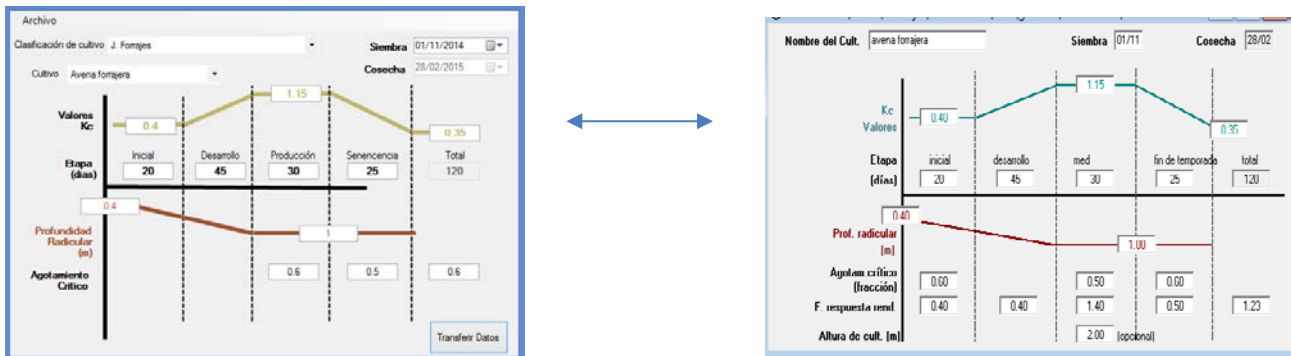 Archivo
Clasificación de cultivo J. Forrajes Siembra 01/11/2014
Cultivo Avena forrajera Cosecha 28/02/2015
1.15
Valores
Kc 0.4 0.35
Inicial Desarrollo Producción Senencencia Total
Etapa
(días) 20 45 30 25 120
0.4
Profundidad
Radicular
(m) 1
Agotamiento
Crítico 0.6 0.5 0.6
Transferir Datos
Nombre del Cult. avena forrajera Siembra 01/11 Cosecha 28/02
1.15
Kc
Valores 0.40 0.35
Etapa inicial desarrollo med fin de temporada total
(días) 20 45 30 25 120
0.40
Prof. radicular
(m) 1.00
Agotam.crítico
(fracción) 0.60 0.50 0.60
F. respuesta rend. 0.40 0.40 1.40 0.50 1.23
Altura de cult. (m) 2.00 (opcional)